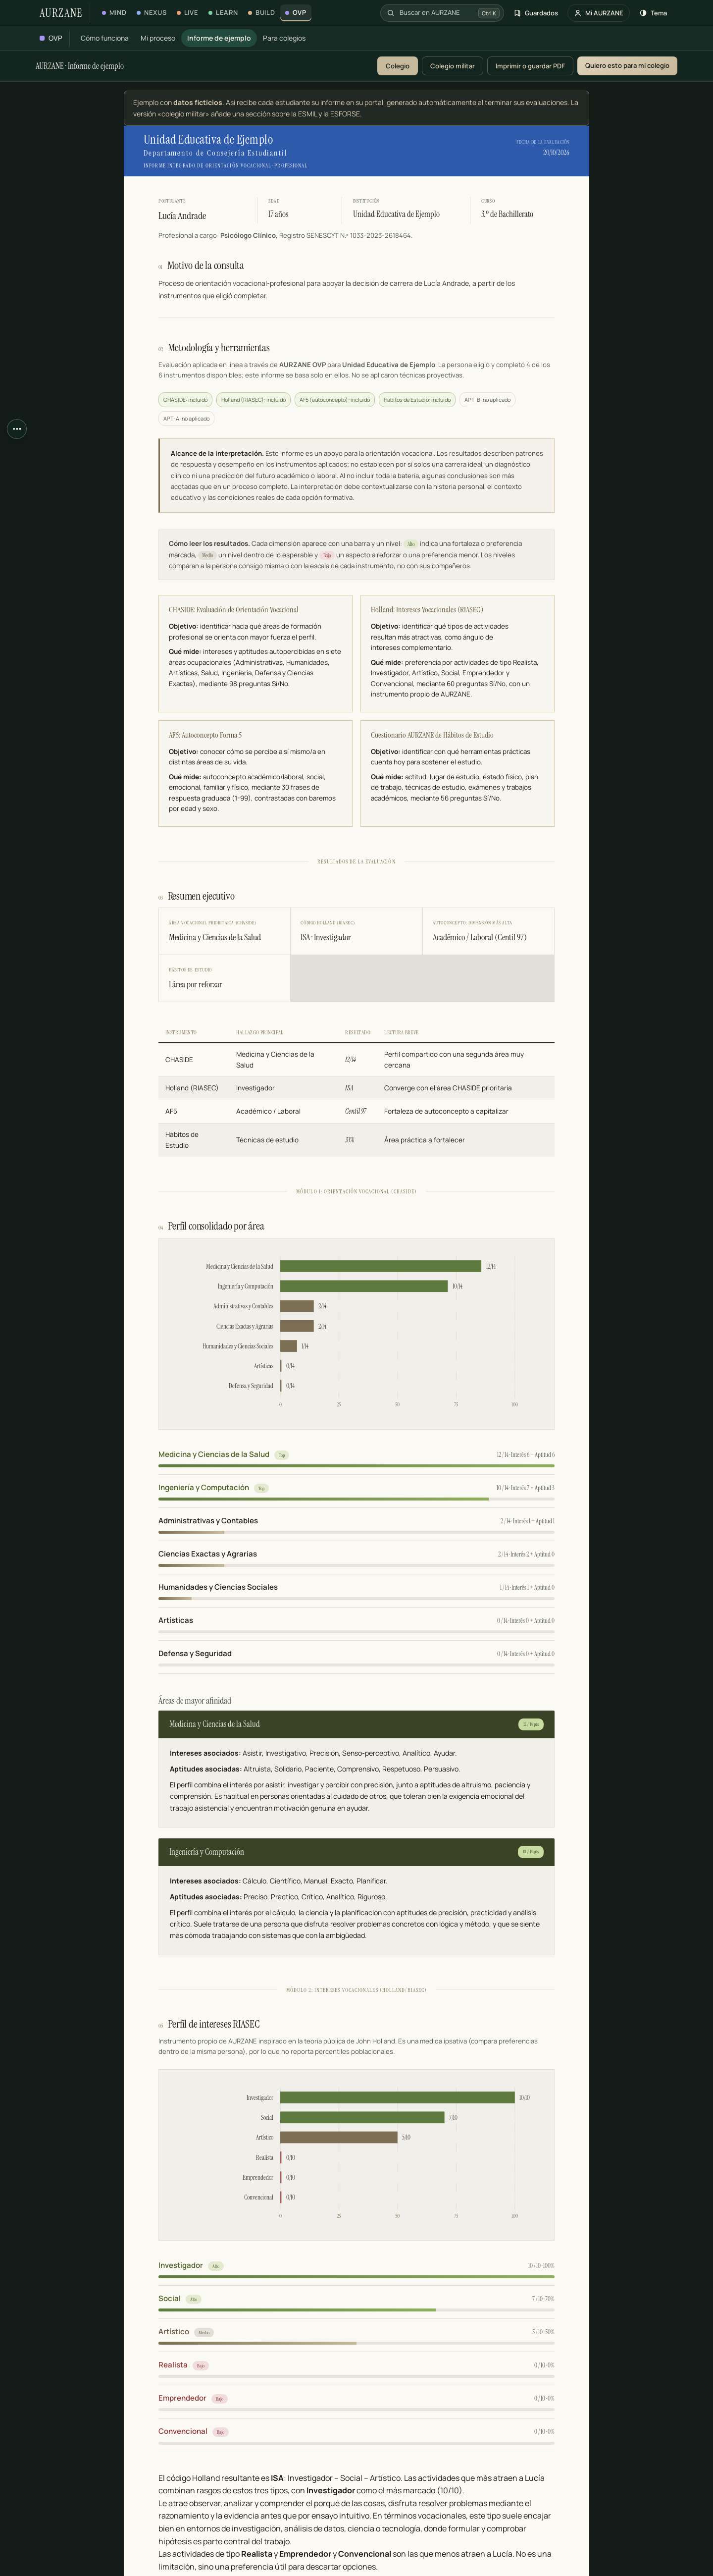 AURZANE
MIND NEXUS LIVE LEARN BUILD OVP
Buscar en AURZANE Ctrl K
Guardados
Mi AURZANE
Tema
OVP
Cómo funciona Mi proceso Informe de ejemplo Para colegios
AURZANE · Informe de ejemplo
Colegio Colegio militar Imprimir o guardar PDF Quiero esto para mi colegio
Ejemplo con datos ficticios. Así recibe cada estudiante su informe en su portal, generado automáticamente al terminar sus evaluaciones. La
versión «colegio militar» añade una sección sobre la ESMIL y la ESFORSE.
Unidad Educativa de Ejemplo
Departamento de Consejería Estudiantil
INFORME INTEGRADO DE ORIENTACIÓN VOCACIONAL-PROFESIONAL
FECHA DE LA EVALUACIÓN
20/10/2026
POSTULANTE
Lucía Andrade
EDAD
17 años
INSTITUCIÓN
Unidad Educativa de Ejemplo
CURSO
3.º de Bachillerato
Profesional a cargo: Psicólogo Clínico, Registro SENESCYT N.º 1033-2023-2618464.
01 Motivo de la consulta
Proceso de orientación vocacional-profesional para apoyar la decisión de carrera de Lucía Andrade, a partir de los
instrumentos que eligió completar.
02 Metodología y herramientas
Evaluación aplicada en línea a través de AURZANE OVP para Unidad Educativa de Ejemplo. La persona eligió y completó 4 de los
6 instrumentos disponibles; este informe se basa solo en ellos. No se aplicaron técnicas proyectivas.
CHASIDE: incluido Holland (RIASEC): incluido AF5 (autoconcepto): incluido Hábitos de Estudio: incluido APT-B: no aplicado
APT-A: no aplicado
Alcance de la interpretación. Este informe es un apoyo para la orientación vocacional. Los resultados describen patrones
de respuesta y desempeño en los instrumentos aplicados; no establecen por sí solos una carrera ideal, un diagnóstico
clínico ni una predicción del futuro académico o laboral. Al no incluir toda la batería, algunas conclusiones son más
acotadas que en un proceso completo. La interpretación debe contextualizarse con la historia personal, el contexto
educativo y las condiciones reales de cada opción formativa.
Cómo leer los resultados. Cada dimensión aparece con una barra y un nivel: Alto indica una fortaleza o preferencia
marcada, Medio un nivel dentro de lo esperable y Bajo un aspecto a reforzar o una preferencia menor. Los niveles
comparan a la persona consigo misma o con la escala de cada instrumento, no con sus compañeros.
CHASIDE: Evaluación de Orientación Vocacional
Objetivo: identificar hacia qué áreas de formación
profesional se orienta con mayor fuerza el perfil.
Qué mide: intereses y aptitudes autopercibidas en siete
áreas ocupacionales (Administrativas, Humanidades,
Artísticas, Salud, Ingeniería, Defensa y Ciencias
Exactas), mediante 98 preguntas Sí/No.
Holland: Intereses Vocacionales (RIASEC)
Objetivo: identificar qué tipos de actividades
resultan más atractivas, como ángulo de
intereses complementario.
Qué mide: preferencia por actividades de tipo Realista,
Investigador, Artístico, Social, Emprendedor y
Convencional, mediante 60 preguntas Sí/No, con un
instrumento propio de AURZANE.
AF5: Autoconcepto Forma 5
Objetivo: conocer cómo se percibe a sí mismo/a en
distintas áreas de su vida.
Qué mide: autoconcepto académico/laboral, social,
emocional, familiar y físico, mediante 30 frases de
respuesta graduada (1-99), contrastadas con baremos
por edad y sexo.
Cuestionario AURZANE de Hábitos de Estudio
Objetivo: identificar con qué herramientas prácticas
cuenta hoy para sostener el estudio.
Qué mide: actitud, lugar de estudio, estado físico, plan
de trabajo, técnicas de estudio, exámenes y trabajos
académicos, mediante 56 preguntas Sí/No.
RESULTADOS DE LA EVALUACIÓN
03 Resumen ejecutivo
ÁREA VOCACIONAL PRIORITARIA (CHASIDE)
Medicina y Ciencias de la Salud
CÓDIGO HOLLAND (RIASEC)
ISA · Investigador
AUTOCONCEPTO: DIMENSIÓN MÁS ALTA
Académico / Laboral (Centil 97)
HÁBITOS DE ESTUDIO
1 área por reforzar
INSTRUMENTO HALLAZGO PRINCIPAL RESULTADO LECTURA BREVE
CHASIDE Medicina y Ciencias de la Salud 12/14 Perfil compartido con una segunda área muy cercana
Holland (RIASEC) Investigador ISA Converge con el área CHASIDE prioritaria
AF5 Académico / Laboral Centil 97 Fortaleza de autoconcepto a capitalizar
Hábitos de Estudio Técnicas de estudio 33% Área práctica a fortalecer
MÓDULO 1: ORIENTACIÓN VOCACIONAL (CHASIDE)
04 Perfil consolidado por área
Medicina y Ciencias de la Salud 12/14
Ingeniería y Computación 10/14
Administrativas y Contables 2/14
Ciencias Exactas y Agrarias 2/14
Humanidades y Ciencias Sociales 1/14
Artísticas 0/14
Defensa y Seguridad 0/14
0 25 50 75 100
Medicina y Ciencias de la Salud Top 12 / 14 · Interés 6 + Aptitud 6
Ingeniería y Computación Top 10 / 14 · Interés 7 + Aptitud 3
Administrativas y Contables 2 / 14 · Interés 1 + Aptitud 1
Ciencias Exactas y Agrarias 2 / 14 · Interés 2 + Aptitud 0
Humanidades y Ciencias Sociales 1 / 14 · Interés 1 + Aptitud 0
Artísticas 0 / 14 · Interés 0 + Aptitud 0
Defensa y Seguridad 0 / 14 · Interés 0 + Aptitud 0
Áreas de mayor afinidad
Medicina y Ciencias de la Salud
Intereses asociados: Asistir, Investigativo, Precisión, Senso-perceptivo, Analítico, Ayudar.
Aptitudes asociadas: Altruista, Solidario, Paciente, Comprensivo, Respetuoso, Persuasivo.
El perfil combina el interés por asistir, investigar y percibir con precisión, junto a aptitudes de altruismo, paciencia y
comprensión. Es habitual en personas orientadas al cuidado de otros, que toleran bien la exigencia emocional del
trabajo asistencial y encuentran motivación genuina en ayudar.
Ingeniería y Computación
Intereses asociados: Cálculo, Científico, Manual, Exacto, Planificar.
Aptitudes asociadas: Preciso, Práctico, Crítico, Analítico, Riguroso.
El perfil combina el interés por el cálculo, la ciencia y la planificación con aptitudes de precisión, practicidad y análisis
crítico. Suele tratarse de una persona que disfruta resolver problemas concretos con lógica y método, y que se siente
más cómoda trabajando con sistemas que con la ambigüedad.
MÓDULO 2: INTERESES VOCACIONALES (HOLLAND/RIASEC)
05 Perfil de intereses RIASEC
Instrumento propio de AURZANE inspirado en la teoría pública de John Holland. Es una medida ipsativa (compara preferencias
dentro de la misma persona), por lo que no reporta percentiles poblacionales.
Investigador 10/10
Social 7/10
Artístico 5/10
Realista 0/10
Emprendedor 0/10
Convencional 0/10
0 25 50 75 100
Investigador Alto 10 / 10 · 100%
Social Alto 7 / 10 · 70%
Artístico Medio 5 / 10 · 50%
Realista Bajo 0 / 10 · 0%
Emprendedor Bajo 0 / 10 · 0%
Convencional Bajo 0 / 10 · 0%
El código Holland resultante es ISA: Investigador – Social – Artístico. Las actividades que más atraen a Lucía
combinan rasgos de estos tres tipos, con Investigador como el más marcado (10/10).
Le atrae observar, analizar y comprender el porqué de las cosas, disfruta resolver problemas mediante el
razonamiento y la evidencia antes que por ensayo intuitivo. En términos vocacionales, este tipo suele encajar
bien en entornos de investigación, análisis de datos, ciencia o tecnología, donde formular y comprobar
hipótesis es parte central del trabajo.
Las actividades de tipo Realista y Emprendedor y Convencional son las que menos atraen a Lucía. No es una
limitación, sino una preferencia útil para descartar opciones.